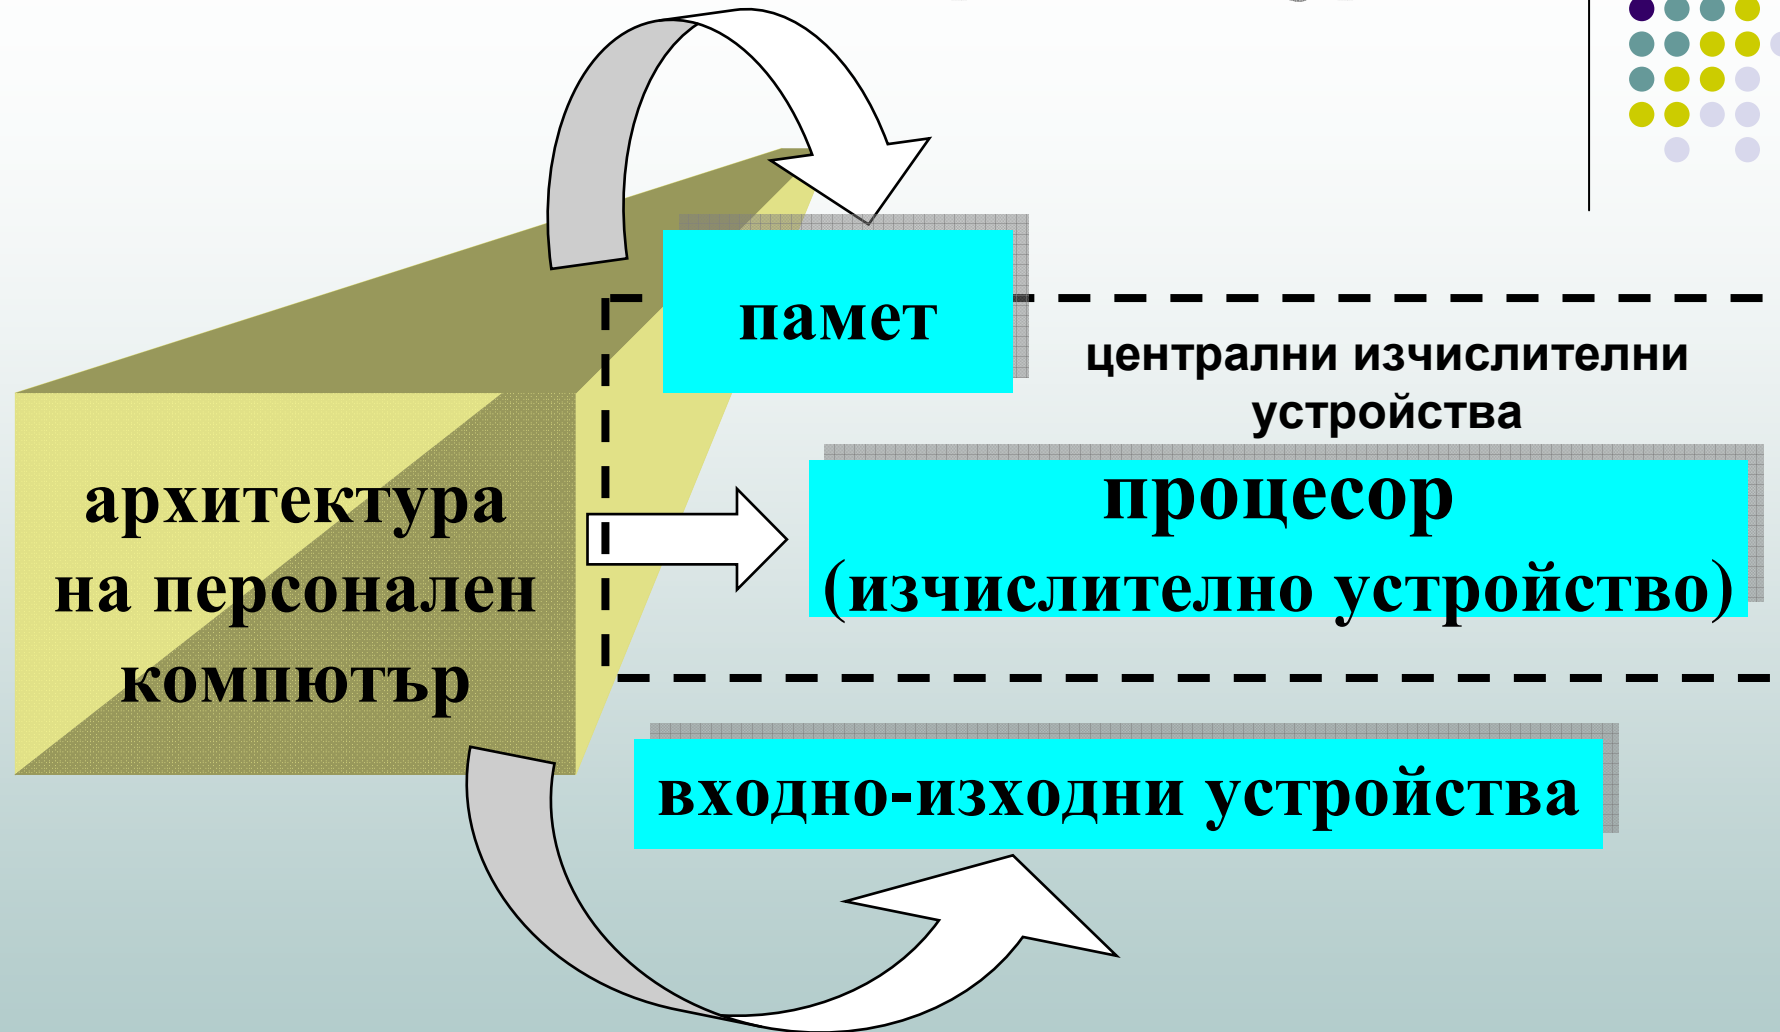 памет
централни изчислителни
устройства
архитектура
на персонален
компютър
процесор
(изчислително устройство)
входно-изходни устройства